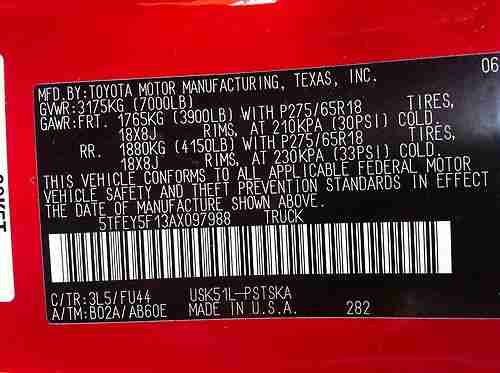 06
MFD.BY:TOYOTA MOTOR MANUFACTURING, TEXAS, INC.
GVWR:3175KG (7000LB)
GAWR:FRT. 1765KG (3900LB) WITH P275/65R18 TIRES,
18X8J RIMS, AT 210KPA (30PSI) COLD.
RR. 1880KG (4150LB) WITH P275/65R18 TIRES,
18X8J RIMS, AT 230KPA (33PSI) COLD.
THIS VEHICLE CONFORMS TO ALL APPLICABLE FEDERAL MOTOR
VEHICLE SAFETY AND THEFT PREVENTION STANDARDS IN EFFECT
THE DATE OF MANUFACTURE SHOWN ABOVE.
5TFEY5F13AX097988 TRUCK
C/TR:3L5/FU44 USK51L-PSTSKA
A/TM:B02A/AB60E MADE IN U.S.A. 282